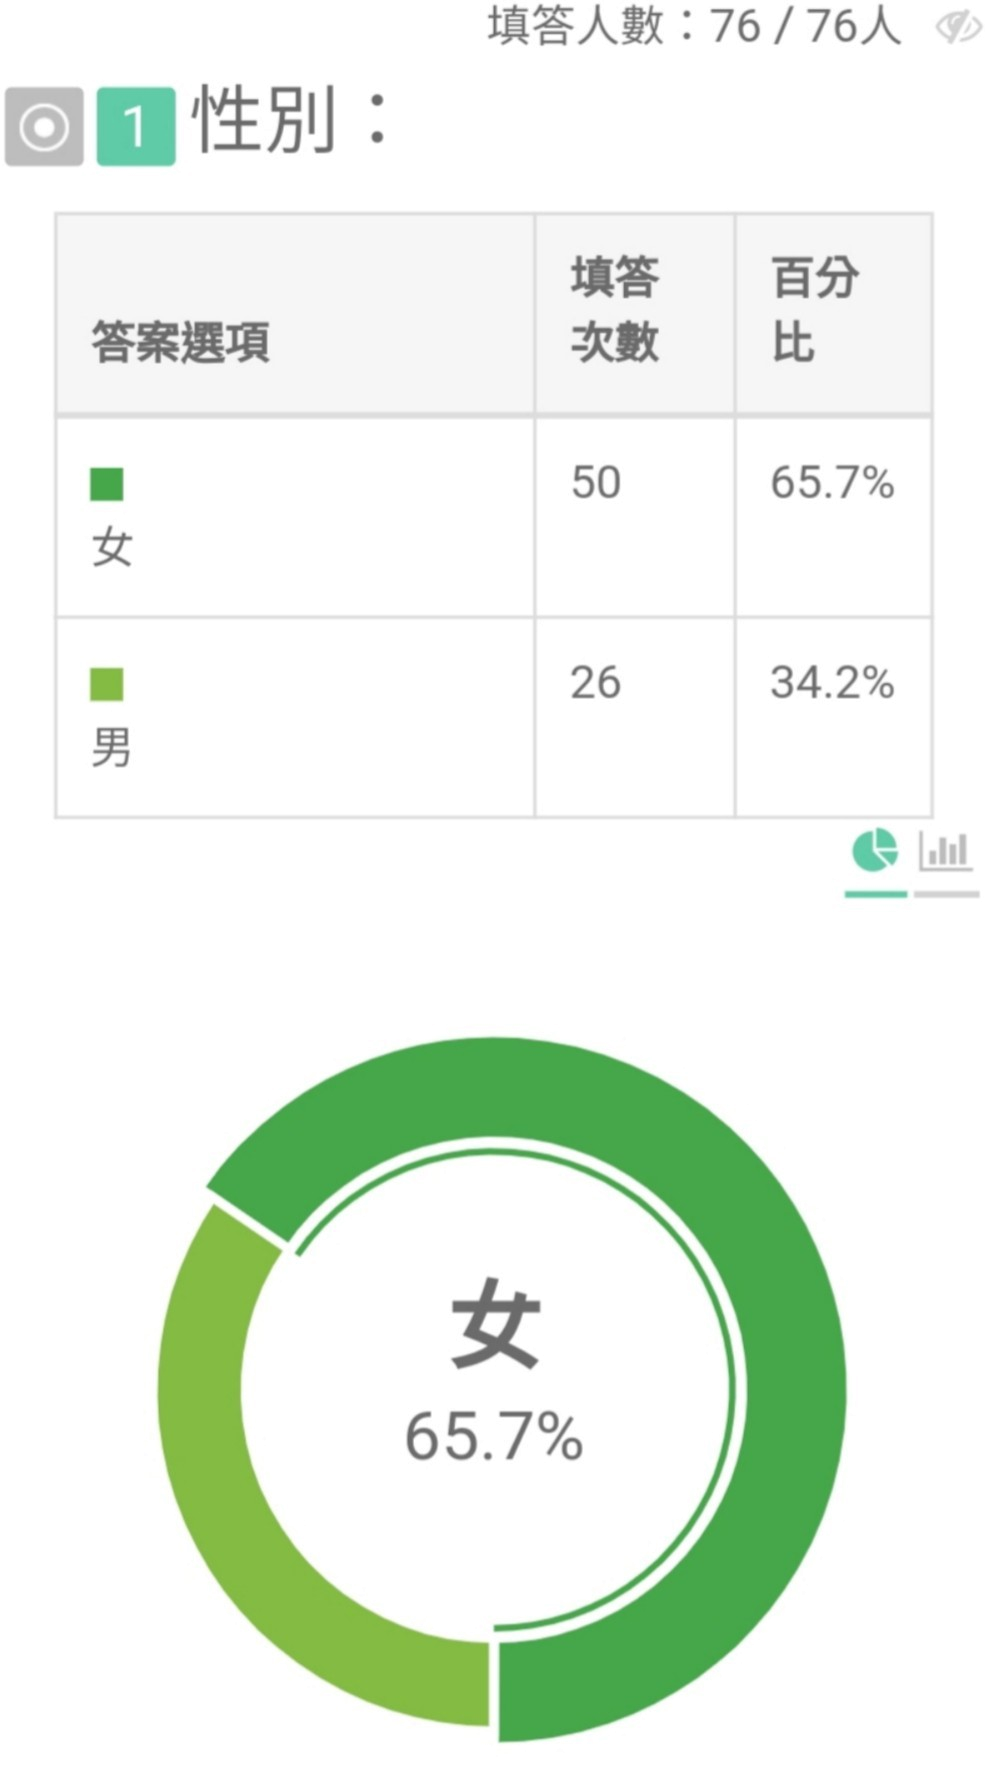 填答人數：76 / 76人
1 性別：
答案選項 填答次數 百分比
女 50 65.7%
男 26 34.2%
女
65.7%